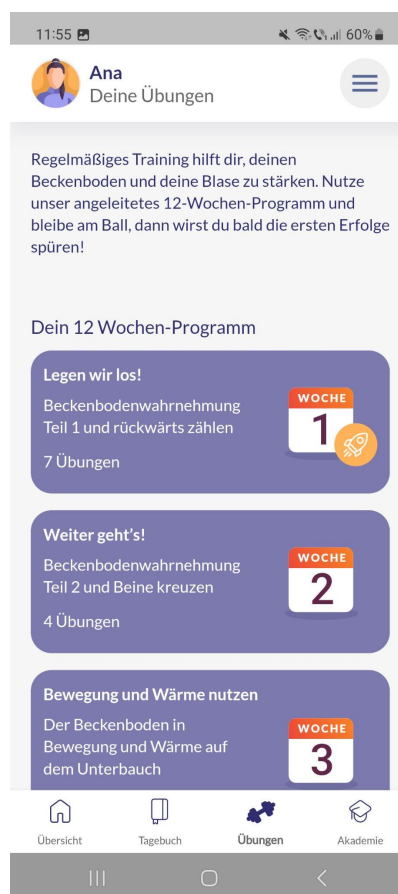 11:55 60%
Ana
Deine Übungen
Regelmäßiges Training hilft dir, deinen
Beckenboden und deine Blase zu stärken. Nutze
unser angeleitetes 12-Wochen-Programm und
bleibe am Ball, dann wirst du bald die ersten Erfolge
spüren!
Dein 12 Wochen-Programm
Legen wir los!
Beckenbodenwahrnehmung
Teil 1 und rückwärts zählen
7 Übungen
WOCHE
1
Weiter geht's!
Beckenbodenwahrnehmung
Teil 2 und Beine kreuzen
4 Übungen
WOCHE
2
Bewegung und Wärme nutzen
Der Beckenboden in
Bewegung und Wärme auf
dem Unterbauch
WOCHE
3
Übersicht Tagebuch Übungen Akademie